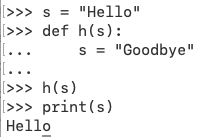 >>> s = "Hello"
>>> def h(s):
...     s = "Goodbye"
...
>>> h(s)
>>> print(s)
Hello